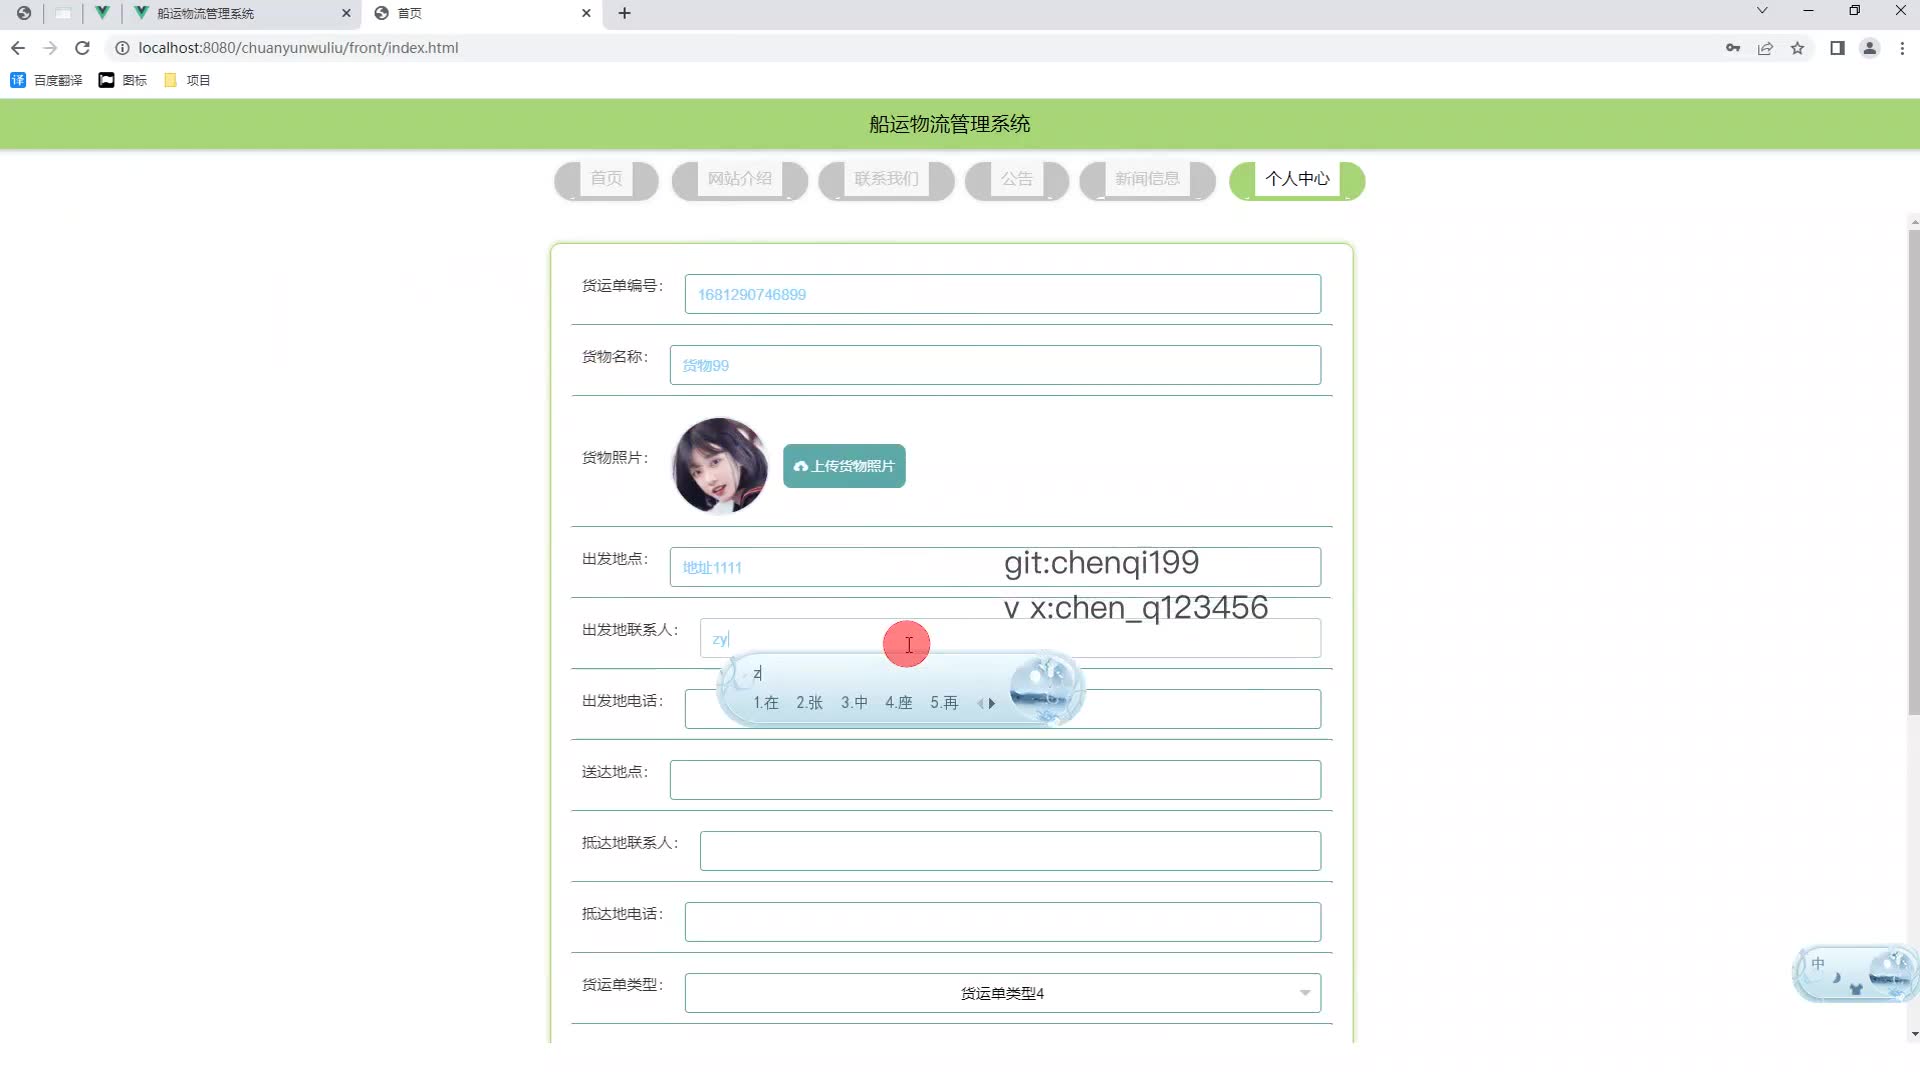 船运物流管理系统
首页
localhost:8080/chuanyunwuliu/front/index.html
百度翻译 图标 项目
船运物流管理系统
首页 网站介绍 联系我们 公告 新闻信息 个人中心
货运单编号： 1681290746899
货物名称： 货物99
货物照片： 上传货物照片
出发地点： 地址1111
git:chenqi199
v x:chen_q123456
出发地联系人： zy
z
1.在 2.张 3.中 4.座 5.再
出发地电话：
送达地点：
抵达地联系人：
抵达地电话：
货运单类型： 货运单类型4
中